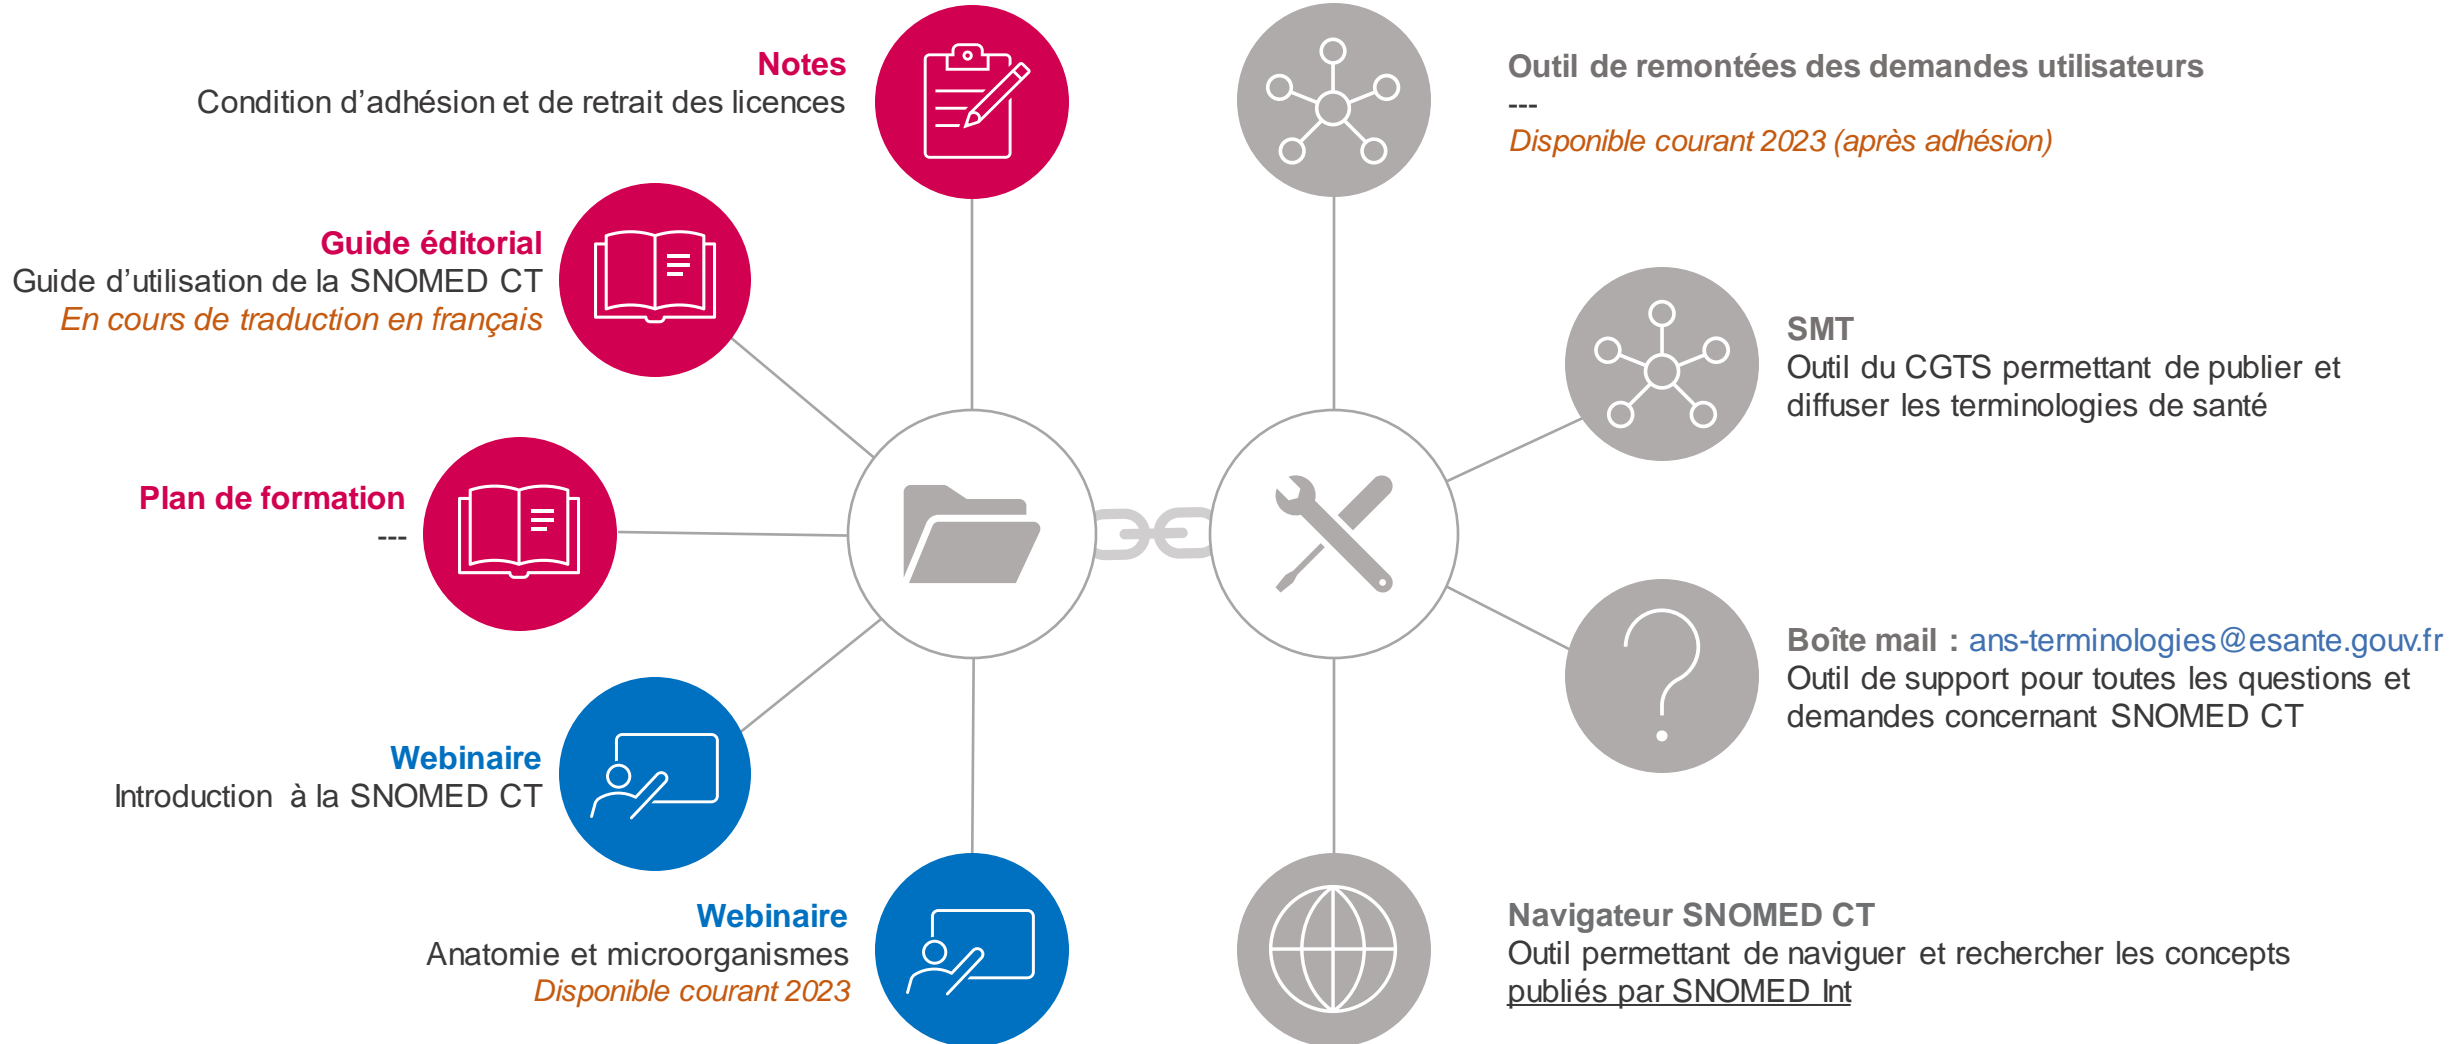 Notes
Condition d’adhésion et de retrait des licences
Guide éditorial
Guide d’utilisation de la SNOMED CT
En cours de traduction en français
Plan de formation
---
Webinaire
Introduction à la SNOMED CT
Webinaire
Anatomie et microorganismes
Disponible courant 2023
Outil de remontées des demandes utilisateurs
---
Disponible courant 2023 (après adhésion)
SMT
Outil du CGTS permettant de publier et
diffuser les terminologies de santé
Boîte mail : ans-terminologies@esante.gouv.fr
Outil de support pour toutes les questions et
demandes concernant SNOMED CT
Navigateur SNOMED CT
Outil permettant de naviguer et rechercher les concepts
publiés par SNOMED Int